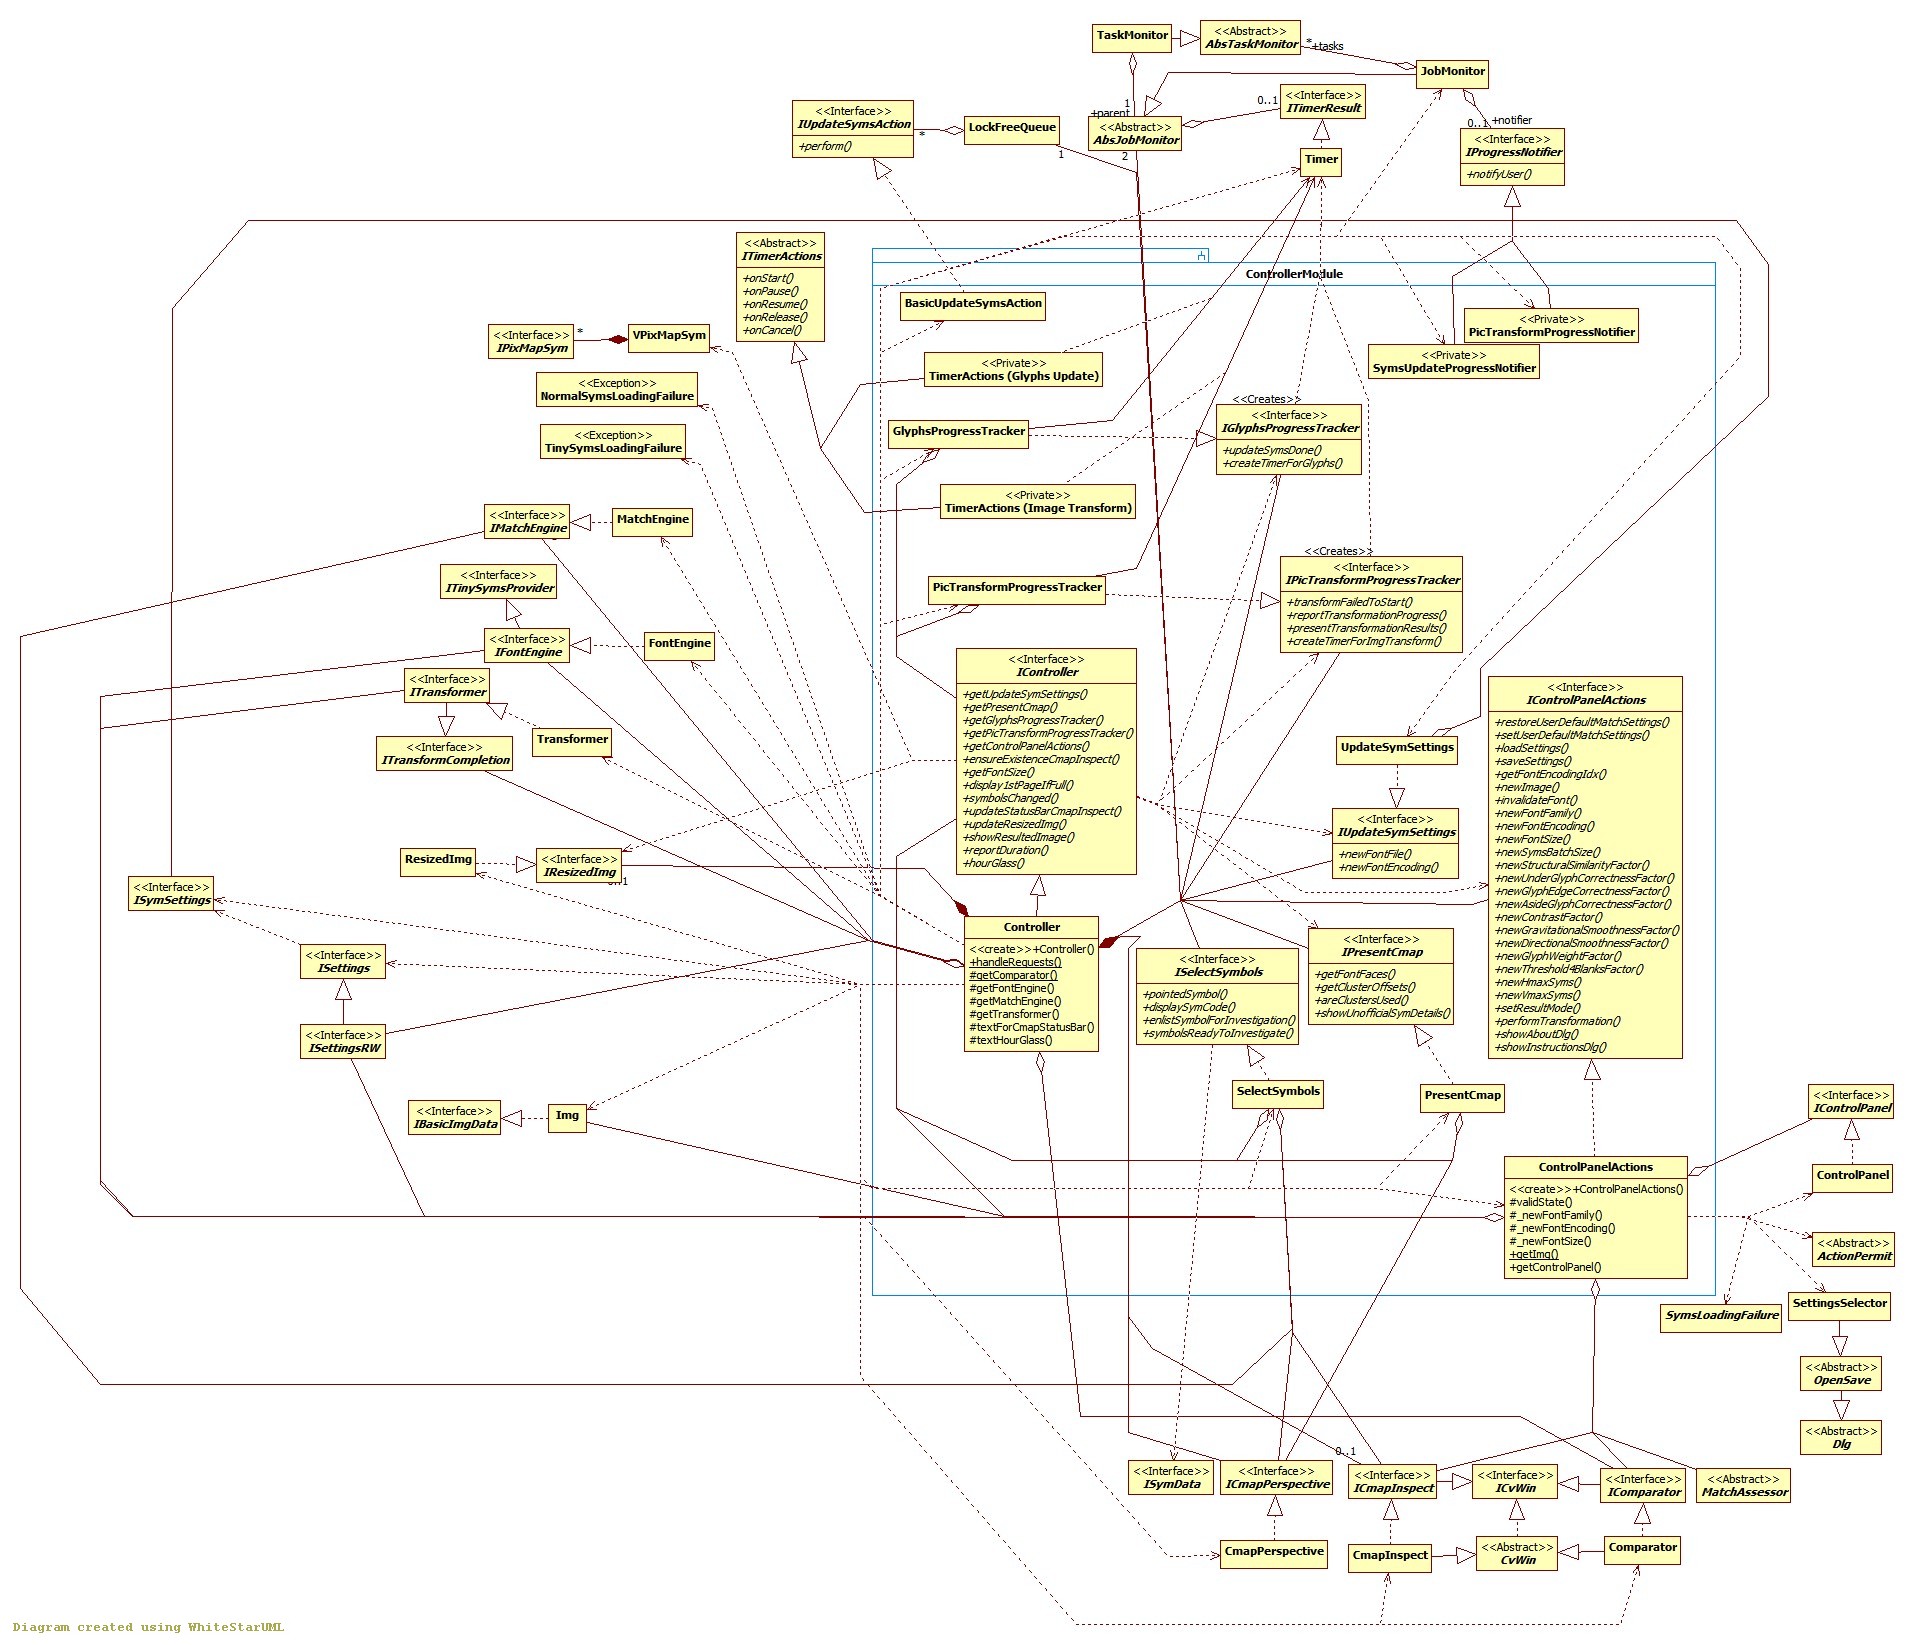 TaskMonitor
<<Abstract>>
AbsTaskMonitor
*
+tasks
JobMonitor
<<Interface>>
IUpdateSymsAction
+perform()
*
LockFreeQueue
1
1
+parent
<<Abstract>>
AbsJobMonitor
2
0..1
<<Interface>>
ITimerResult
Timer
0..1
+notifier
<<Interface>>
IProgressNotifier
+notifyUser()
<<Abstract>>
ITimerActions
+onStart()
+onPause()
+onResume()
+onRelease()
+onCancel()
ControllerModule
BasicUpdateSymsAction
<<Private>>
PicTransformProgressNotifier
<<Private>>
SymsUpdateProgressNotifier
<<Interface>>
IPixMapSym
*
VPixMapSym
<<Private>>
TimerActions (Glyphs Update)
<<Exception>>
NormalSymsLoadingFailure
<<Creates>>
<<Interface>>
IGlyphsProgressTracker
+updateSymsDone()
+createTimerForGlyphs()
GlyphsProgressTracker
<<Exception>>
TinySymsLoadingFailure
<<Private>>
TimerActions (Image Transform)
<<Interface>>
IMatchEngine
MatchEngine
<<Interface>>
ITinySymsProvider
PicTransformProgressTracker
<<Creates>>
<<Interface>>
IPicTransformProgressTracker
+transformFailedToStart()
+reportTransformationProgress()
+presentTransformationResults()
+createTimerForImgTransform()
<<Interface>>
IFontEngine
FontEngine
<<Interface>>
ITransformer
Transformer
<<Interface>>
ITransformCompletion
<<Interface>>
IController
+getUpdateSymSettings()
+getPresentCmap()
+getGlyphsProgressTracker()
+getPicTransformProgressTracker()
+getControlPanelActions()
+ensureExistenceCmapInspect()
+getFontSize()
+display1stPageIfFull()
+symbolsChanged()
+updateStatusBarCmapInspect()
+updateResizedImg()
+showResultedImage()
+reportDuration()
+hourGlass()
UpdateSymSettings
<<Interface>>
IUpdateSymSettings
+newFontFile()
+newFontEncoding()
<<Interface>>
IControlPanelActions
+restoreUserDefaultMatchSettings()
+setUserDefaultMatchSettings()
+loadSettings()
+saveSettings()
+getFontEncodingIdx()
+newImage()
+invalidateFont()
+newFontFamily()
+newFontEncoding()
+newFontSize()
+newSymsBatchSize()
+newStructuralSimilarityFactor()
+newUnderGlyphCorrectnessFactor()
+newGlyphEdgeCorrectnessFactor()
+newAsideGlyphCorrectnessFactor()
+newContrastFactor()
+newGravitationalSmoothnessFactor()
+newDirectionalSmoothnessFactor()
+newGlyphWeightFactor()
+newThreshold4BlanksFactor()
+newHmaxSyms()
+newVmaxSyms()
+setResultMode()
+performTransformation()
+showAboutDlg()
+showInstructionsDlg()
ResizedImg
<<Interface>>
IResizedImg
<<Interface>>
ISymSettings
<<Interface>>
ISettings
<<Interface>>
ISettingsRW
Controller
<<create>>+Controller()
+handleRequests()
#getComparator()
#getFontEngine()
#getMatchEngine()
#getTransformer()
#textForCmapStatusBar()
#textHourGlass()
<<Interface>>
ISelectSymbols
+pointedSymbol()
+displaySymCode()
+enlistSymbolForInvestigation()
+symbolsReadyToInvestigate()
<<Interface>>
IPresentCmap
+getFontFaces()
+getClusterOffsets()
+areClustersUsed()
+showUnofficialSymDetails()
SelectSymbols
PresentCmap
<<Interface>>
IBasicImgData
Img
<<Interface>>
IControlPanel
ControlPanel
ControlPanelActions
<<create>>+ControlPanelActions()
#validState()
#_newFontFamily()
#_newFontEncoding()
#_newFontSize()
+getImg()
+getControlPanel()
<<Abstract>>
ActionPermit
SymsLoadingFailure
SettingsSelector
<<Abstract>>
OpenSave
<<Abstract>>
Dlg
0..1
<<Interface>>
ISymData
<<Interface>>
ICmapPerspective
<<Interface>>
ICmapInspect
<<Interface>>
ICvWin
<<Interface>>
IComparator
<<Abstract>>
MatchAssessor
CmapPerspective
CmapInspect
<<Abstract>>
CvWin
Comparator
Diagram created using WhiteStarUML